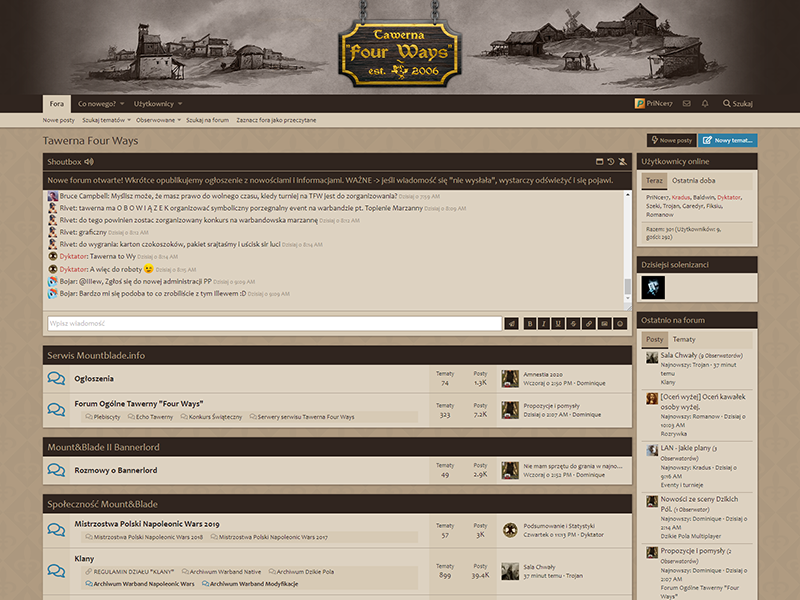 Tawerna
"Four Ways"
est. 2006
Fora
Co nowego?
Użytkownicy
PriNce17
Szukaj
Nowe posty
Szukaj tematów
Obserwowane
Szukaj na forum
Zaznacz fora jako przeczytane
Tawerna Four Ways
Nowe posty
Nowy temat...
Shoutbox
Nowe forum otwarte! Wkrótce opublikujemy ogłoszenie z nowościami i informacjami. WAŻNE -> jeśli wiadomość się "nie wysłała", wystarczy odświeżyć i się pojawi.
Bruce Campbell: Myślisz może, że masz prawo do wolnego czasu, kiedy turniej na TFW jest do zorganizowania? Dzisiaj o 7:59 AM
Rivet: tawerna ma O B O W I Ą Z E K organizować symboliczny porzegnalny event na warbandzie pt. Topienie Marzanny Dzisiaj o 8:09 AM
Rivet: do tego powinien zostac zorganizowany konkurs na warbandowska marzannę Dzisiaj o 8:12 AM
Rivet: graficzny Dzisiaj o 8:12 AM
Rivet: do wygrania: karton czokoszoków, pakiet srajtaśmy i uścisk sir luci Dzisiaj o 8:14 AM
Dyktator: Tawerna to Wy Dzisiaj o 8:14 AM
Dyktator: A więc do roboty Dzisiaj o 8:15 AM
Bojar: @Illew, Zgłoś się do nowej administracji PP Dzisiaj o 9:09 AM
Bojar: Bardzo mi się podoba to co zrobiliście z tym Illewem :D Dzisiaj o 9:09 AM
Wpisz wiadomość
B
I
U
S
Serwis Mountblade.info
Ogłoszenia
Tematy
74
Posty
1.3K
Amnestia 2020
Wczoraj o 2:50 PM · Dominique
Forum Ogólne Tawerny "Four Ways"
Plebiscyty
Echo Tawerny
Konkurs Świąteczny
Serwery serwisu Tawerna Four Ways
Tematy
323
Posty
7.2K
Propozycje i pomysły
Dzisiaj o 2:07 AM · Dominique
Mount&Blade II Bannerlord
Rozmowy o Bannerlord
Tematy
49
Posty
2.9K
Nie mam sprzętu do grania w najno...
Wczoraj o 2:52 PM · Dominique
Społeczność Mount&Blade
Mistrzostwa Polski Napoleonic Wars 2019
Mistrzostwa Polski Napoleonic Wars 2018
Mistrzostwa Polski Napoleonic Wars 2017
Tematy
57
Posty
3K
Podsumowanie i Statystyki
Czwartek o 11:13 PM · Dyktator
Klany
REGULAMIN DZIAŁU "KLANY"
Archiwum Warband Native
Archiwum Dzikie Pola
Archiwum Warband Napoleonic Wars
Archiwum Warband Modyfikacje
Tematy
899
Posty
39.4K
Sala Chwały
37 minut temu · Trojan
Użytkownicy online
Teraz
Ostatnia doba
PriNce17, Kradus, Baldwin, Dyktator,
Szeki, Trojan, Garedyr, Fiksiu,
Romanow
Razem: 301 (Użytkowników: 9,
gości: 292)
Dzisiejsi solenizanci
Ostatnio na forum
Posty
Tematy
Sala Chwały (9 Obserwatorów)
Najnowszy: Trojan · 37 minut
temu
Klany
[Oceń wyżej] Oceń kawałek
osoby wyżej.
Najnowszy: Romanow · Dzisiaj o
10:03 AM
Rozrywka
LAN - Jakie plany (3
Obserwatorów)
Najnowszy: Kradus · Dzisiaj o
9:16 AM
Eventy i turnieje
Nowości ze sceny Dzikich
Pól. (1 Obserwator)
Najnowszy: Dominique · Dzisiaj o
2:14 AM
Dzikie Pola Multiplayer
Propozycje i pomysły (2
Obserwatorów)
Najnowszy: Dominique · Dzisiaj o
2:07 AM
Forum Ogólne Tawerny "Four
Ways"